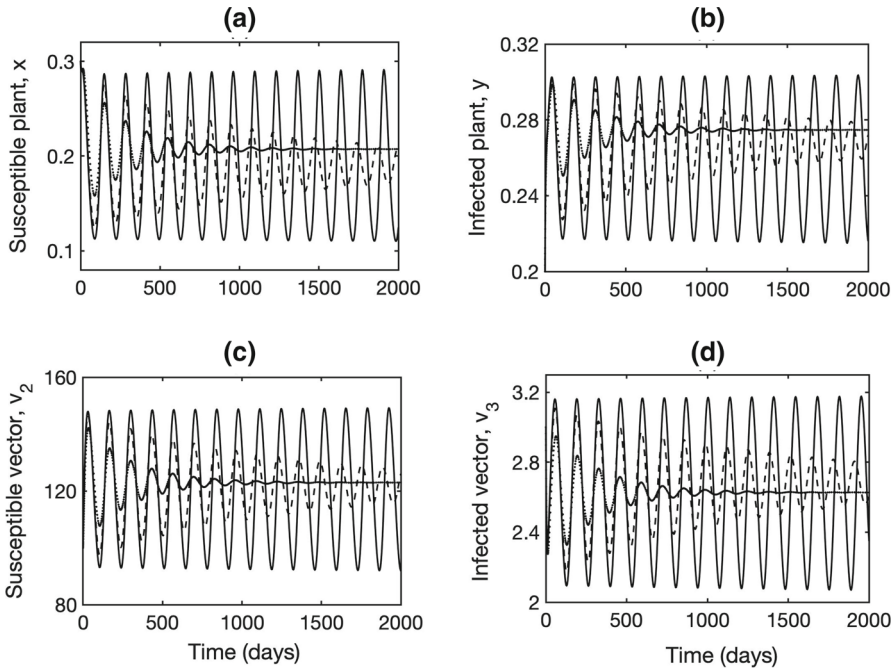 (a)
Susceptible plant, x
0.3
0.2
0.1
0 500 1000 1500 2000
(b)
Infected plant, y
0.32
0.28
0.24
0.2
0 500 1000 1500 2000
(c)
Susceptible vector, v2
160
120
80
0 500 1000 1500 2000
Time (days)
(d)
Infected vector, v3
3.2
2.8
2.4
2
0 500 1000 1500 2000
Time (days)